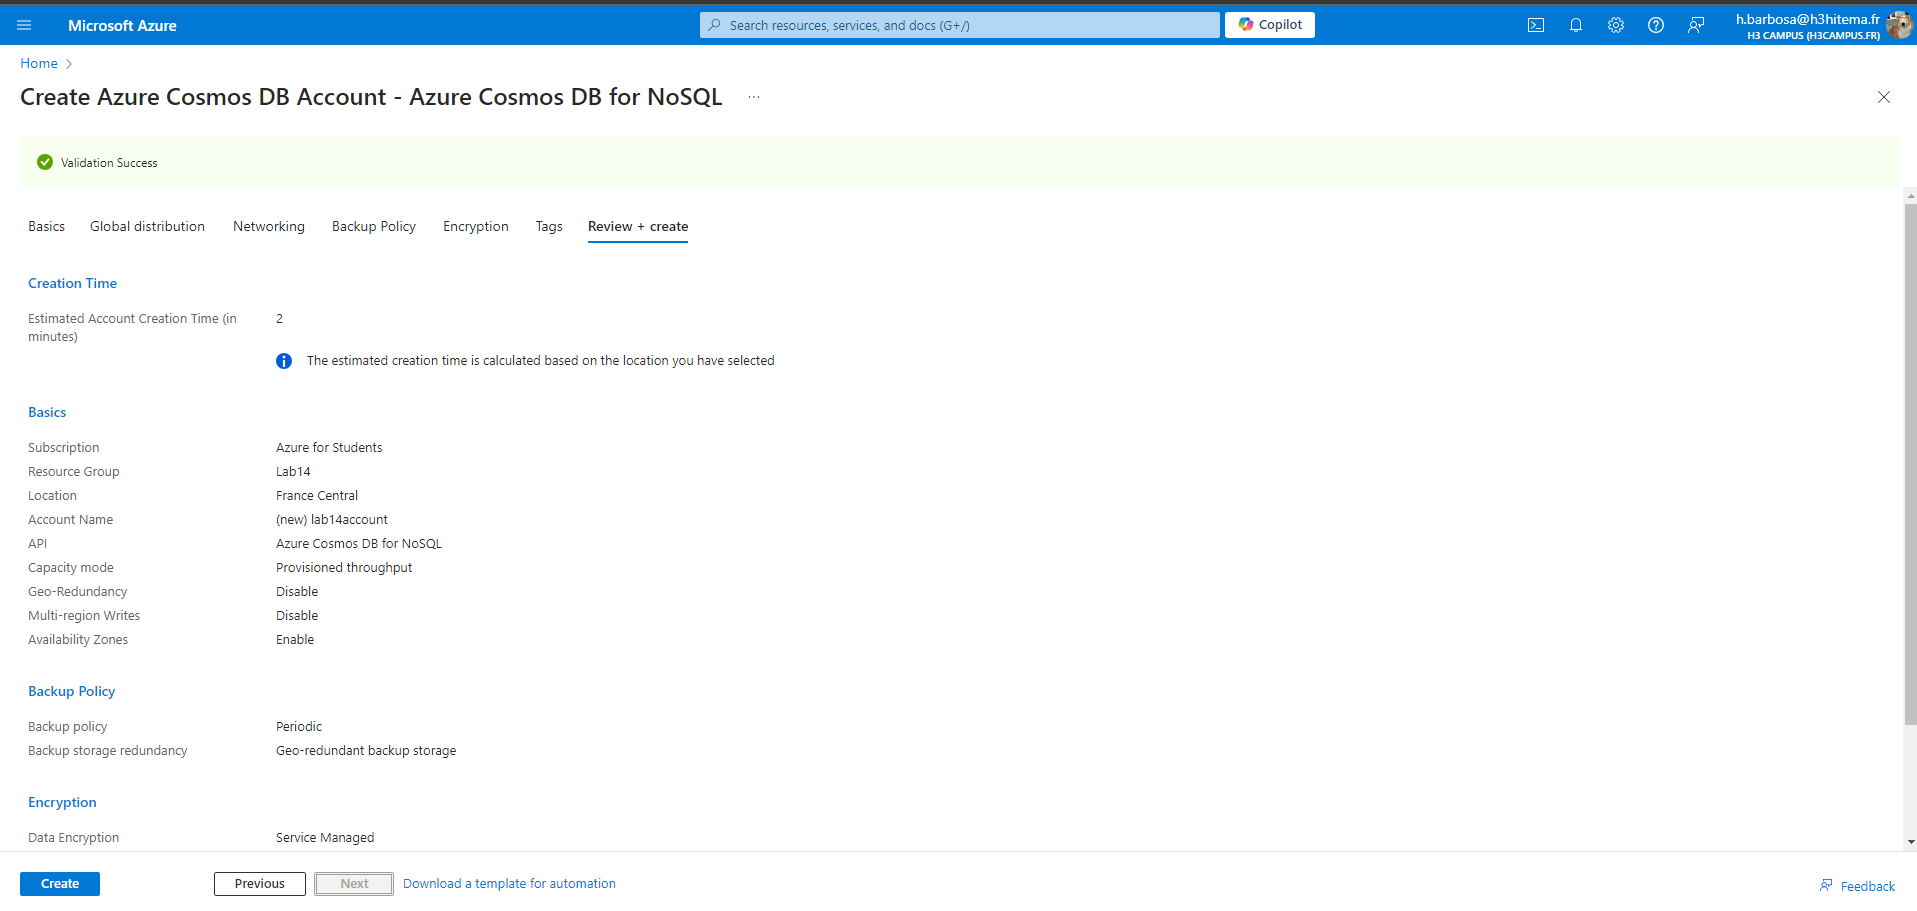 Microsoft Azure
Search resources, services, and docs (G+/)
Copilot
h.barbosa@h3hitema.fr
H3 CAMPUS (H3CAMPUS.FR)
Home
Create Azure Cosmos DB Account - Azure Cosmos DB for NoSQL ...
Validation Success
Basics Global distribution Networking Backup Policy Encryption Tags Review + create
Creation Time
Estimated Account Creation Time (in minutes) 2
The estimated creation time is calculated based on the location you have selected
Basics
Subscription Azure for Students
Resource Group Lab14
Location France Central
Account Name (new) lab14account
API Azure Cosmos DB for NoSQL
Capacity mode Provisioned throughput
Geo-Redundancy Disable
Multi-region Writes Disable
Availability Zones Enable
Backup Policy
Backup policy Periodic
Backup storage redundancy Geo-redundant backup storage
Encryption
Data Encryption Service Managed
Create Previous Next Download a template for automation Feedback